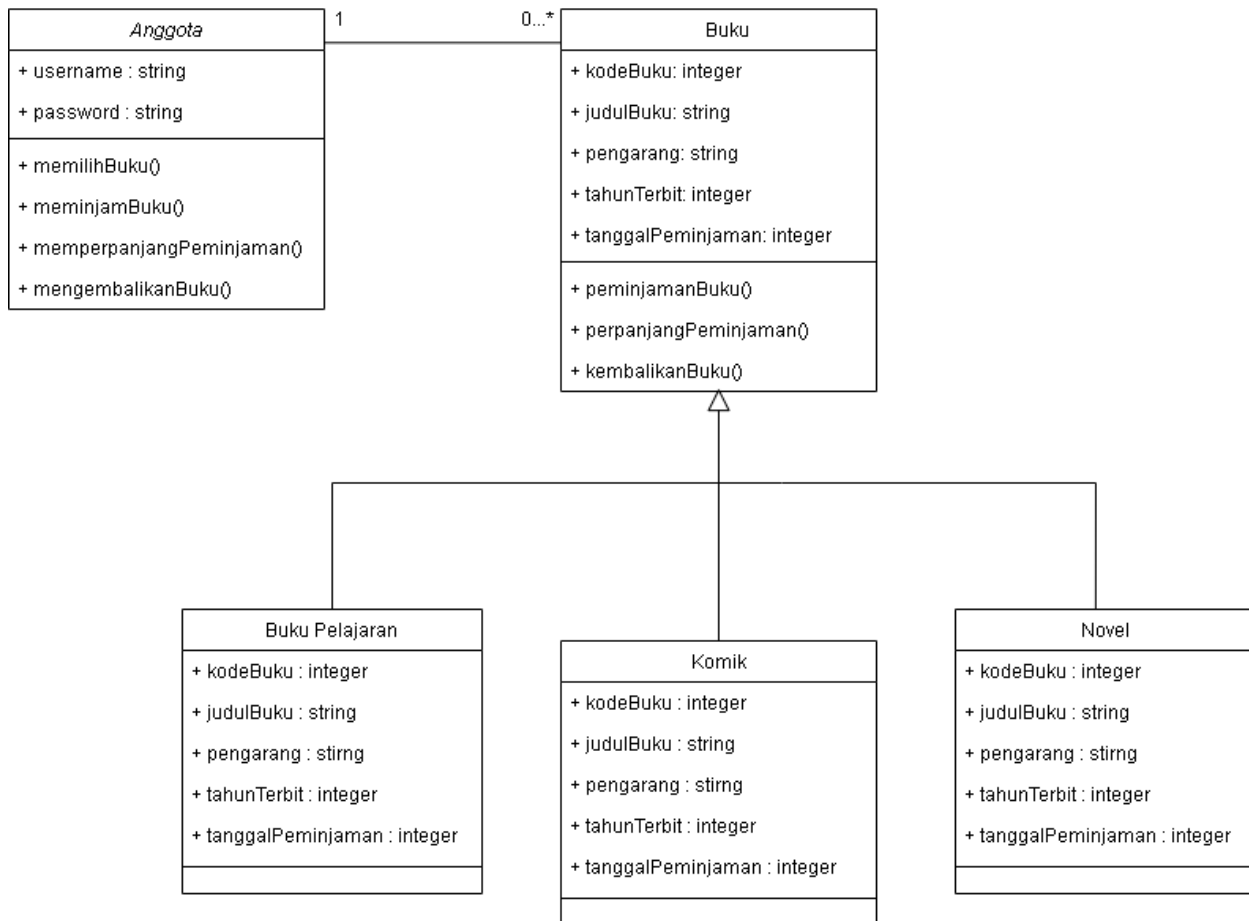 Anggota
+ username : string
+ password : string
+ memilihBuku()
+ meminjamBuku()
+ memperpanjangPeminjaman()
+ mengembalikanBuku()
1
0...*
Buku
+ kodeBuku: integer
+ judulBuku: string
+ pengarang: string
+ tahunTerbit: integer
+ tanggalPeminjaman: integer
+ peminjamanBuku()
+ perpanjangPeminjaman()
+ kembalikanBuku()
Buku Pelajaran
+ kodeBuku : integer
+ judulBuku : string
+ pengarang : stirng
+ tahunTerbit : integer
+ tanggalPeminjaman : integer
Komik
+ kodeBuku : integer
+ judulBuku : string
+ pengarang : stirng
+ tahunTerbit : integer
+ tanggalPeminjaman : integer
Novel
+ kodeBuku : integer
+ judulBuku : string
+ pengarang : stirng
+ tahunTerbit : integer
+ tanggalPeminjaman : integer